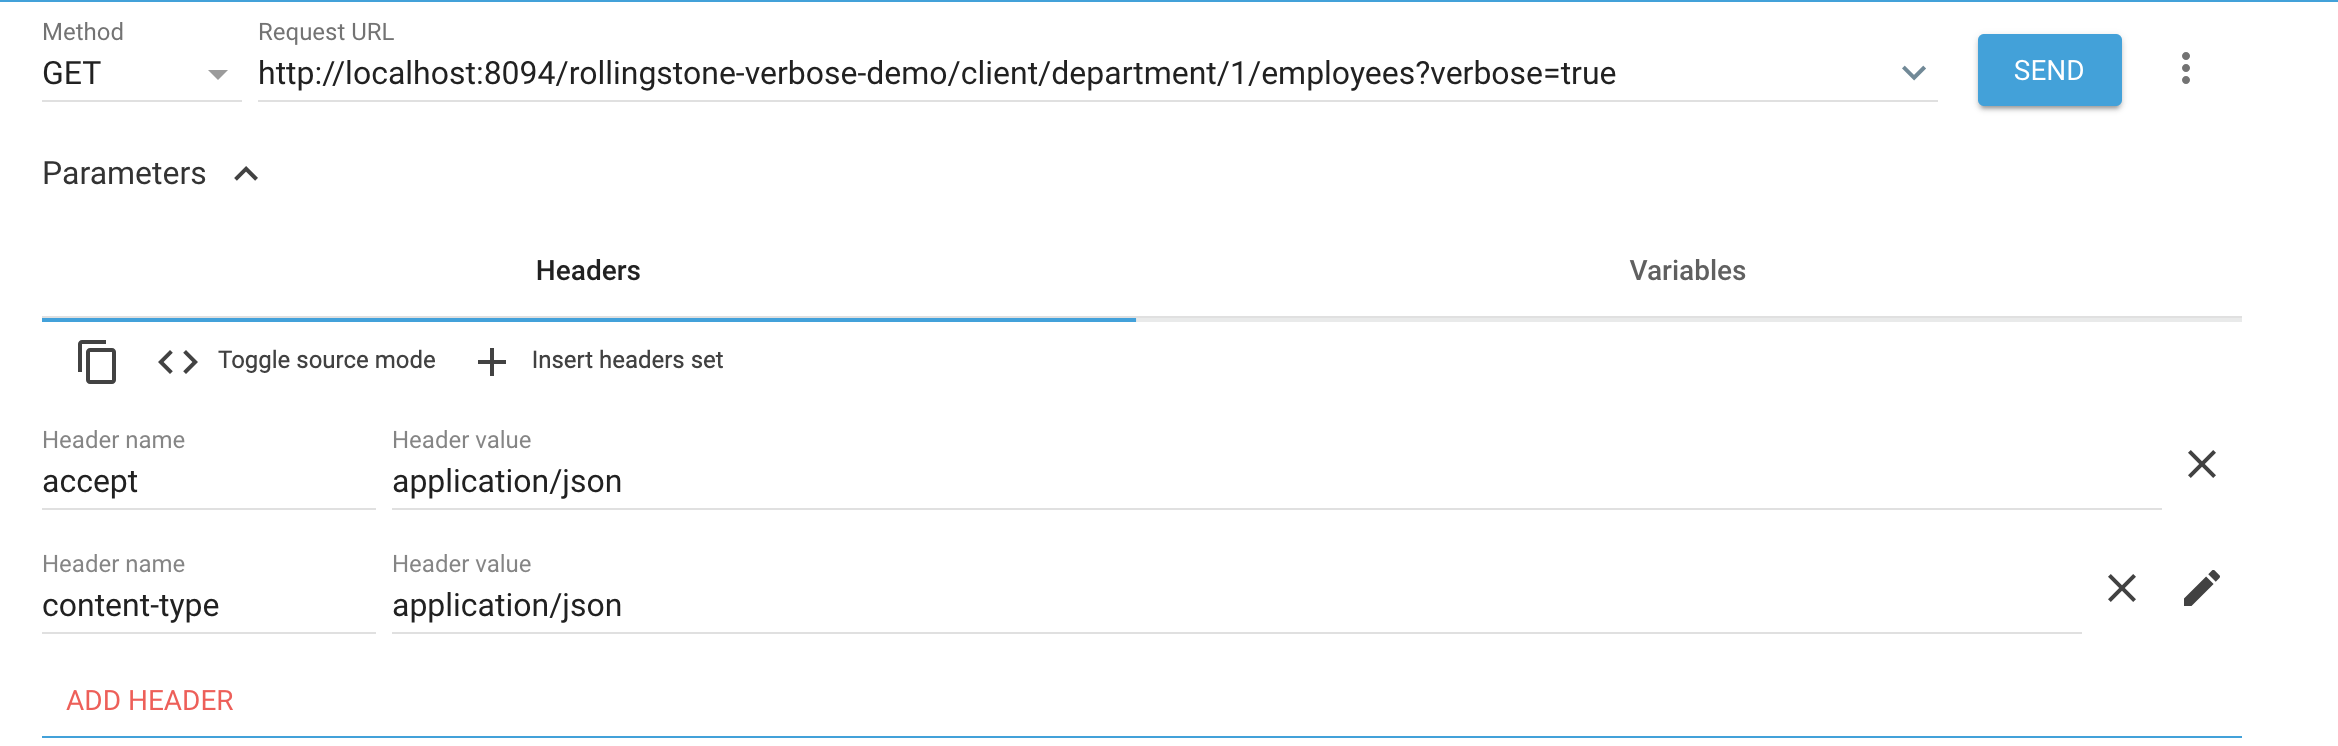 Method
Request URL
GET
http://localhost:8094/rollingstone-verbose-demo/client/department/1/employees?verbose=true
SEND
Parameters
Headers
Variables
Toggle source mode
Insert headers set
Header name
Header value
accept
application/json
Header name
Header value
content-type
application/json
ADD HEADER